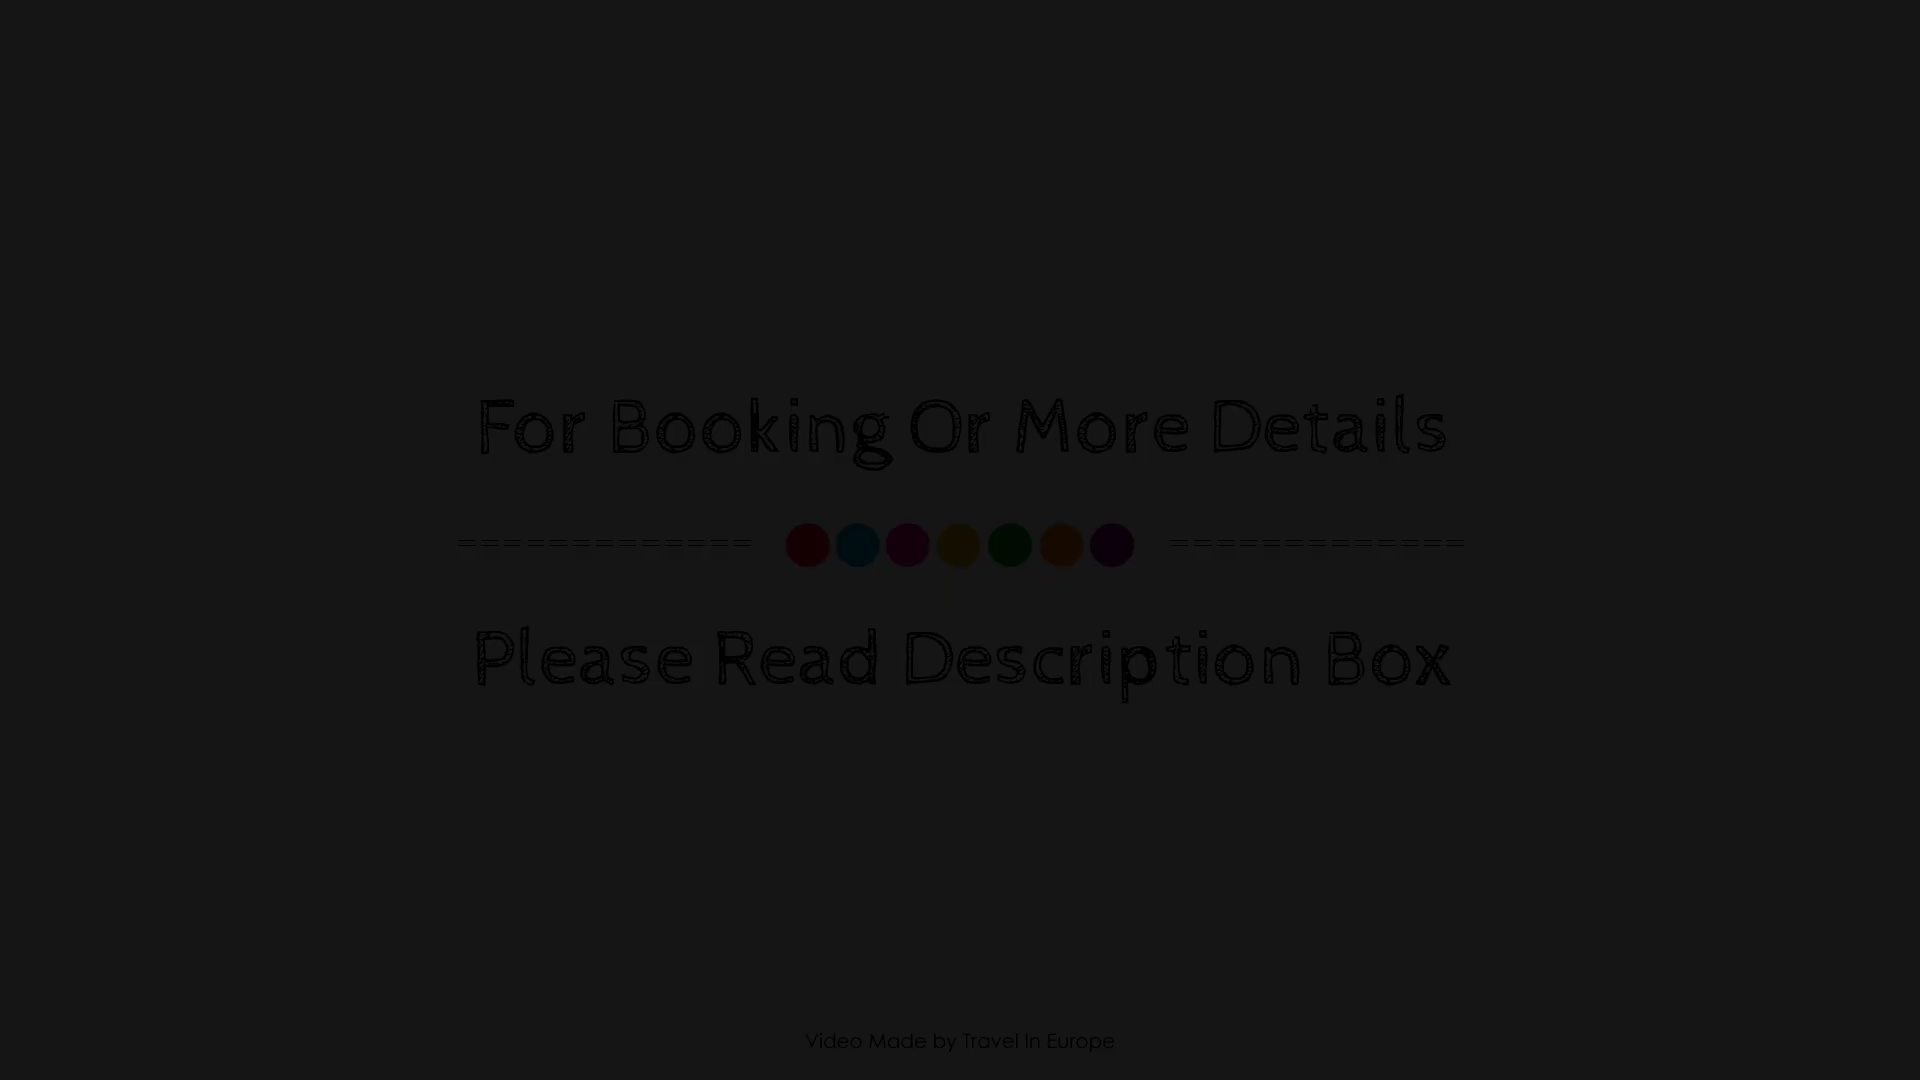 For Booking Or More Details
============= =============
Please Read Description Box
Video Made by Travel In Europe